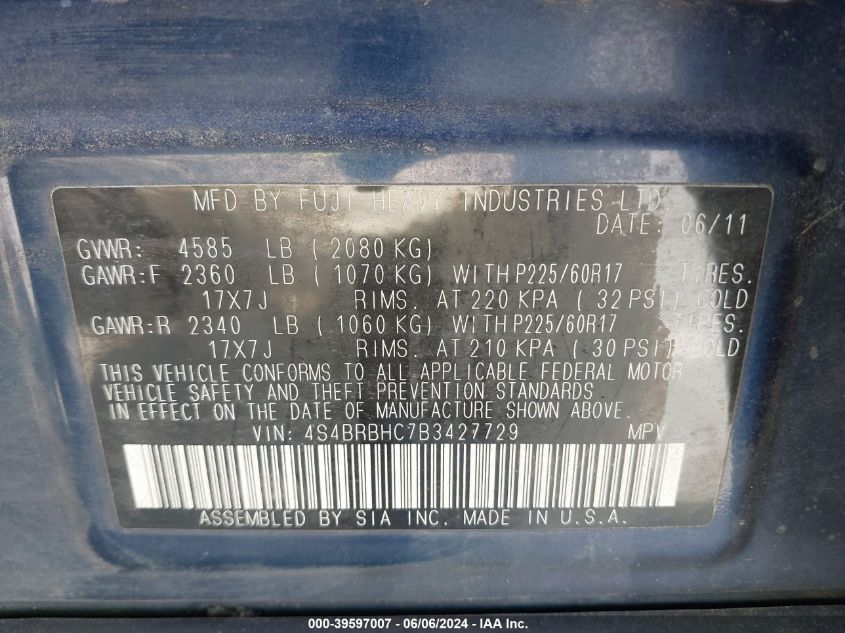 MFD BY FUJI HEAVY INDUSTRIES LTD.
DATE: 06/11
GVWR: 4585 LB ( 2080 KG)
GAWR:F 2360 LB ( 1070 KG) WITH P225/60R17 TIRES.
17X7J RIMS. AT 220 KPA ( 32 PSI) COLD
GAWR:R 2340 LB ( 1060 KG) WITH P225/60R17 TIRES.
17X7J RIMS. AT 210 KPA ( 30 PSI) COLD
THIS VEHICLE CONFORMS TO ALL APPLICABLE FEDERAL MOTOR
VEHICLE SAFETY AND THEFT PREVENTION STANDARDS
IN EFFECT ON THE DATE OF MANUFACTURE SHOWN ABOVE.
VIN: 4S4BRBHC7B3427729 MPV
ASSEMBLED BY SIA INC. MADE IN U.S.A.
000-39597007 - 06/06/2024 - IAA Inc.